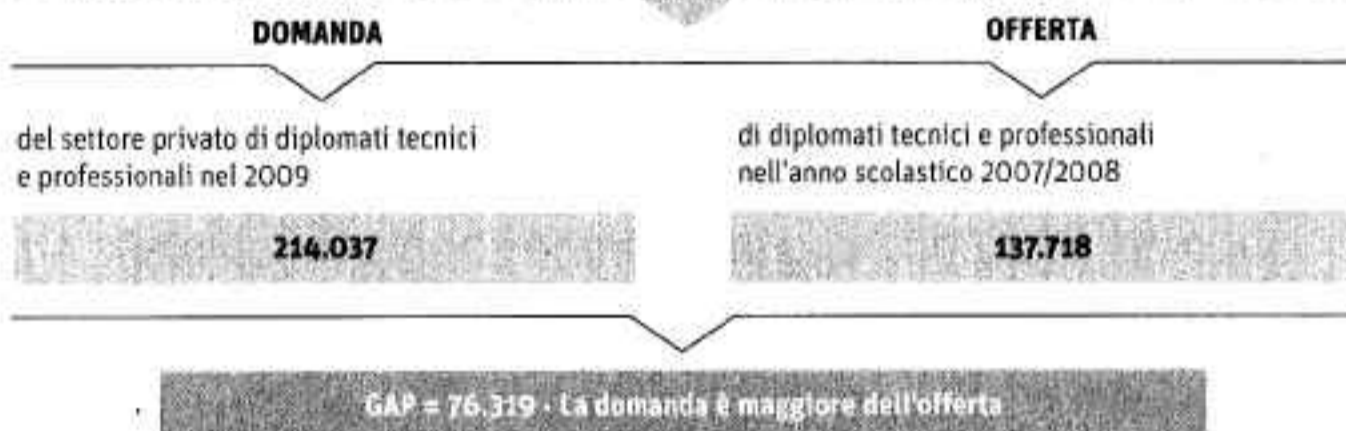 DOMANDA
OFFERTA
del settore privato di diplomati tecnici
e professionali nel 2009
di diplomati tecnici e professionali
nell'anno scolastico 2007/2008
214.037
137.718
GAP = 76.319 - La domanda è maggiore dell'offerta